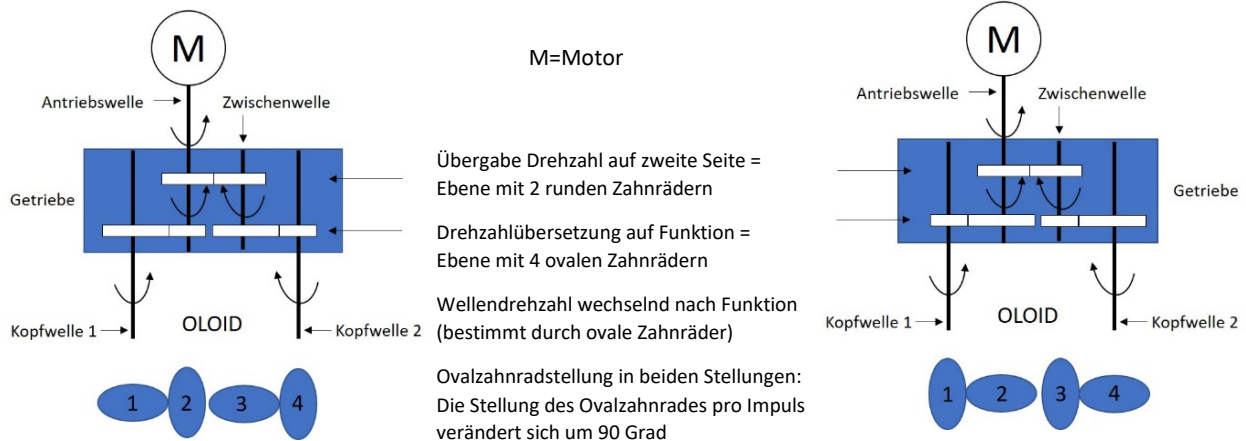 M
M=Motor
Antriebswelle
Zwischenwelle
Getriebe
Kopfwelle 1
OLOID
Kopfwelle 2
1 2 3 4
Übergabe Drehzahl auf zweite Seite =
Ebene mit 2 runden Zahnrädern
Drehzahlübersetzung auf Funktion =
Ebene mit 4 ovalen Zahnrädern
Wellendrehzahl wechselnd nach Funktion
(bestimmt durch ovale Zahnräder)
Ovalzahnradstellung in beiden Stellungen:
Die Stellung des Ovalzahnrades pro Impuls
verändert sich um 90 Grad
M
Antriebswelle
Zwischenwelle
Getriebe
Kopfwelle 1
OLOID
Kopfwelle 2
1 2 3 4